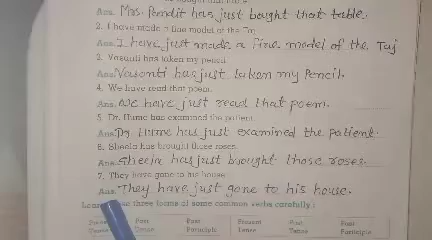 Ans. Mrs. Pandit has just bought that table.
2. I have made a fine model of the Taj
Ans. I have just made a fine model of the Taj
3. Vasanti has taken my pencil.
Ans. Vasanti has just taken my Pencil.
4. We have read that poem.
Ans. We have just read that poem.
5. Dr. Hume has examined the patient.
Ans. Dr. Hume has just examined the patient.
6. Sheela has brought those roses.
Ans. Sheela has just brought those roses.
7. They have gone to his house
Ans. They have just gone to his house.
three forms of some common verbs carefully:
Present Past Past Present Past Past
Tense Participle Tense Participle